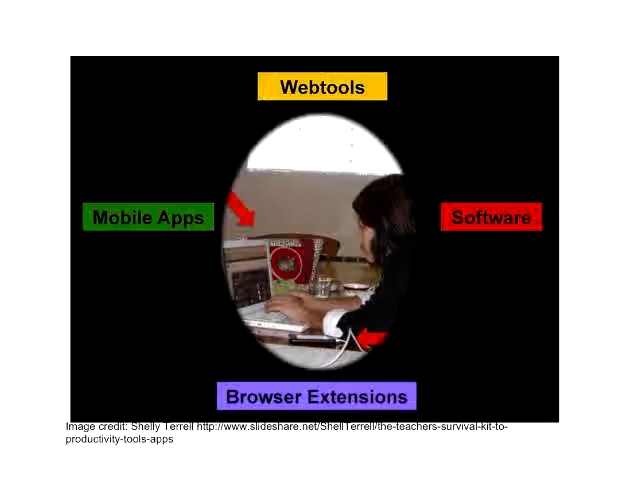 Webtools
Mobile Apps
Software
Browser Extensions
Image credit: Shelly Terrell http://www.slideshare.net/ShellTerrell/the-teachers-survival-kit-to-
productivity-tools-apps